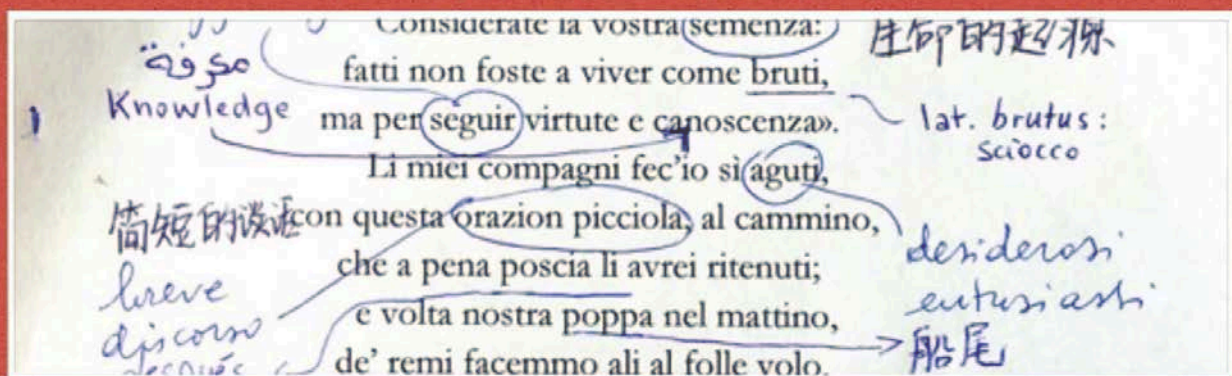 Considerate la vostra semenza:
生命的起源
معرفة
fatti non foste a viver come bruti,
Knowledge
ma per seguir virtute e canoscenza».
lat. brutus:
sciocco
Li miei compagni fec'io sì aguti,
简短的谈话
con questa orazion picciola, al cammino,
desiderosi
entusiasti
che a pena poscia li avrei ritenuti;
breve
discorso
e volta nostra poppa nel mattino,
船尾
después
de' remi facemmo ali al folle volo,